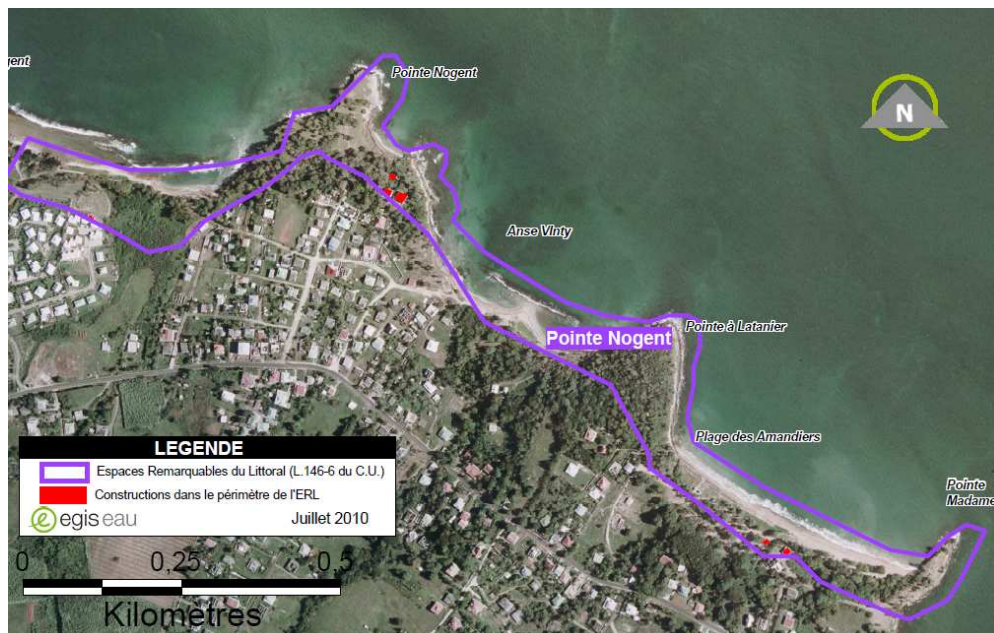 gent
Pointe Nogent
N
Anse VInty
Pointe à Latanier
Pointe Nogent
Plage des Amandiers
Pointe
Madame
LEGENDE
Espaces Remarquables du Littoral (L.146-6 du C.U.)
Constructions dans le périmètre de l'ERL
egis eau
Juillet 2010
0
0,25
0,5
Kilomètres